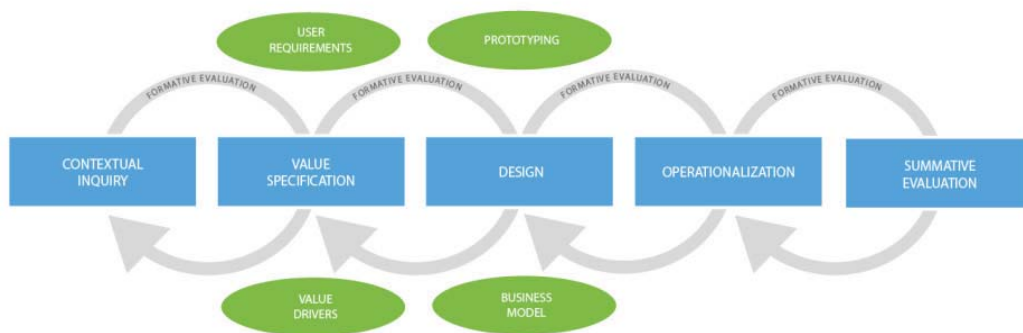 USER
REQUIREMENTS
PROTOTYPING
FORMATIVE EVALUATION
FORMATIVE EVALUATION
FORMATIVE EVALUATION
FORMATIVE EVALUATION
CONTEXTUAL
INQUIRY
VALUE
SPECIFICATION
DESIGN
OPERATIONALIZATION
SUMMATIVE
EVALUATION
VALUE
DRIVERS
BUSINESS
MODEL